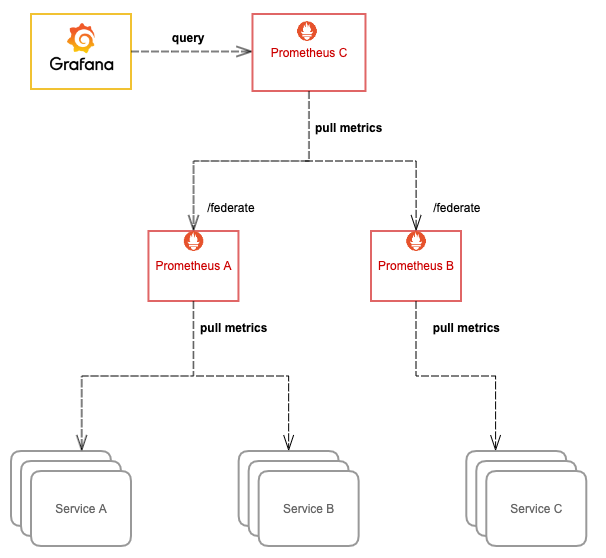 Grafana
query
Prometheus C
pull metrics
/federate
/federate
Prometheus A
Prometheus B
pull metrics
pull metrics
Service A
Service B
Service C